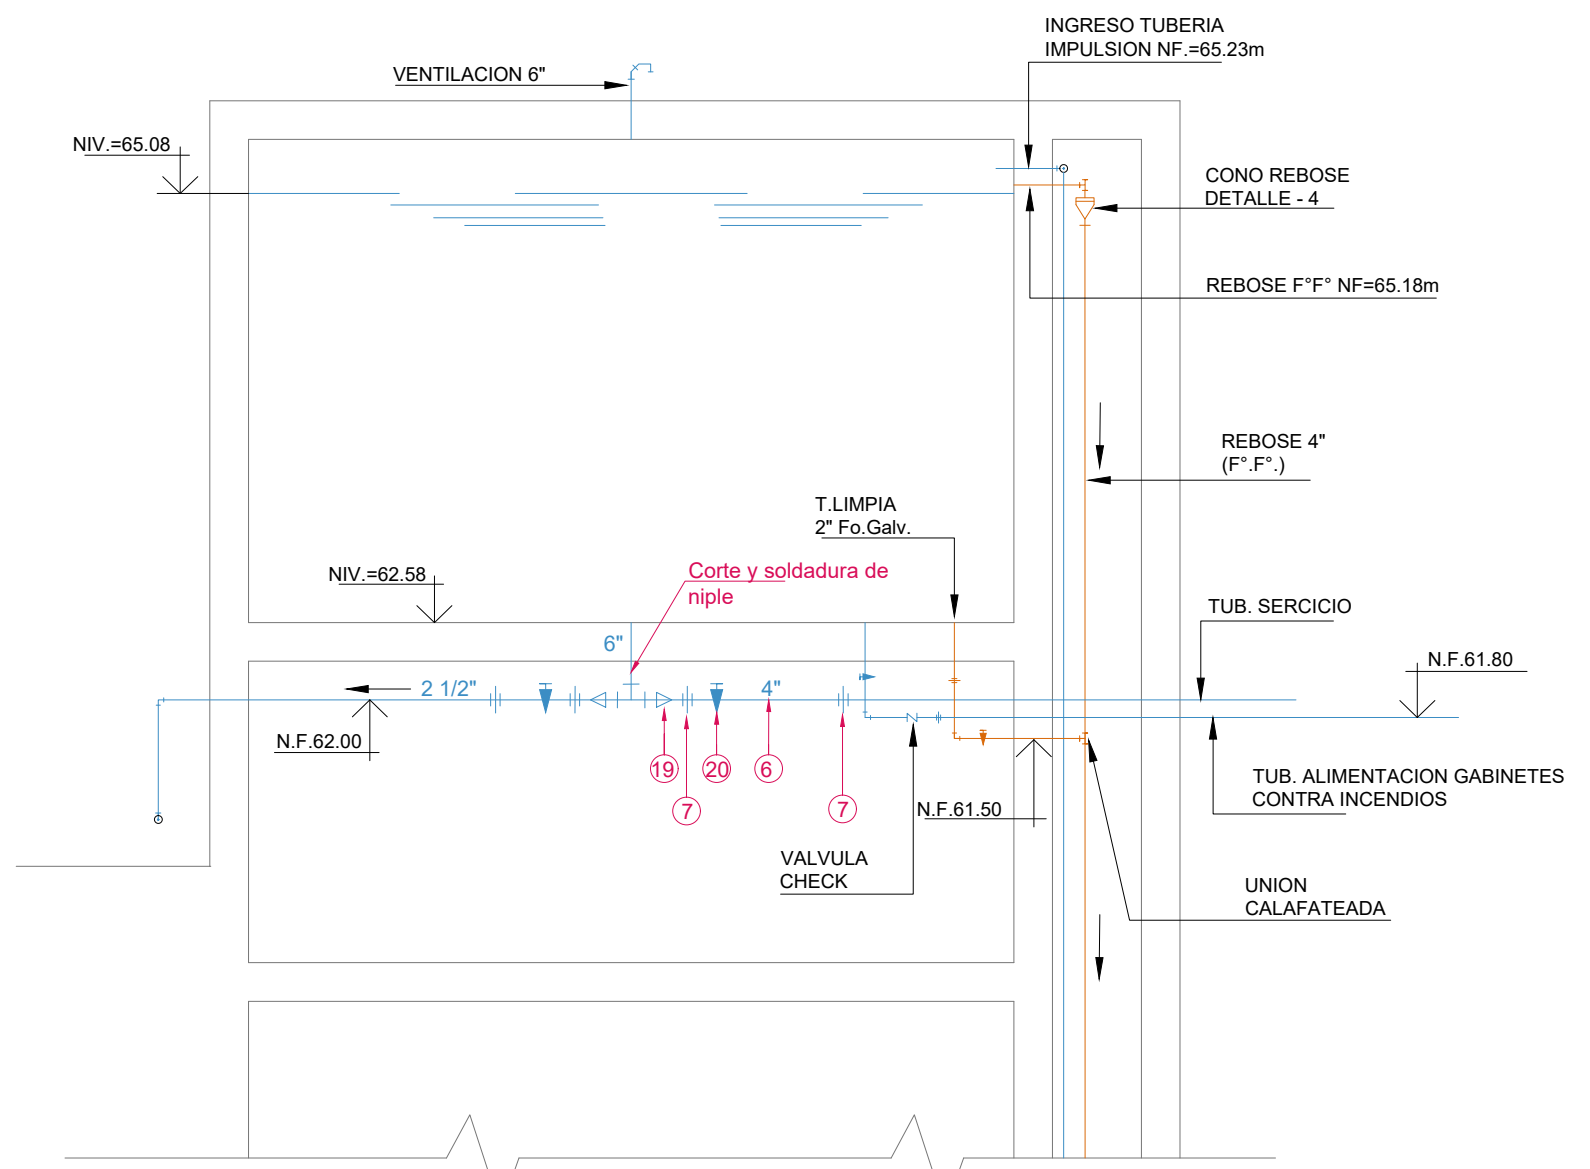 INGRESO TUBERIA
IMPULSION NF.=65.23m
VENTILACION 6"
NIV.=65.08
CONO REBOSE
DETALLE - 4
REBOSE F°F° NF=65.18m
REBOSE 4"
(F°.F°.)
T.LIMPIA
2" Fo.Galv.
NIV.=62.58
Corte y soldadura de
niple
TUB. SERCICIO
6"
N.F.61.80
2 1/2"
4"
N.F.62.00
19
20
6
7
7
N.F.61.50
TUB. ALIMENTACION GABINETES
CONTRA INCENDIOS
VALVULA
CHECK
UNION
CALAFATEADA